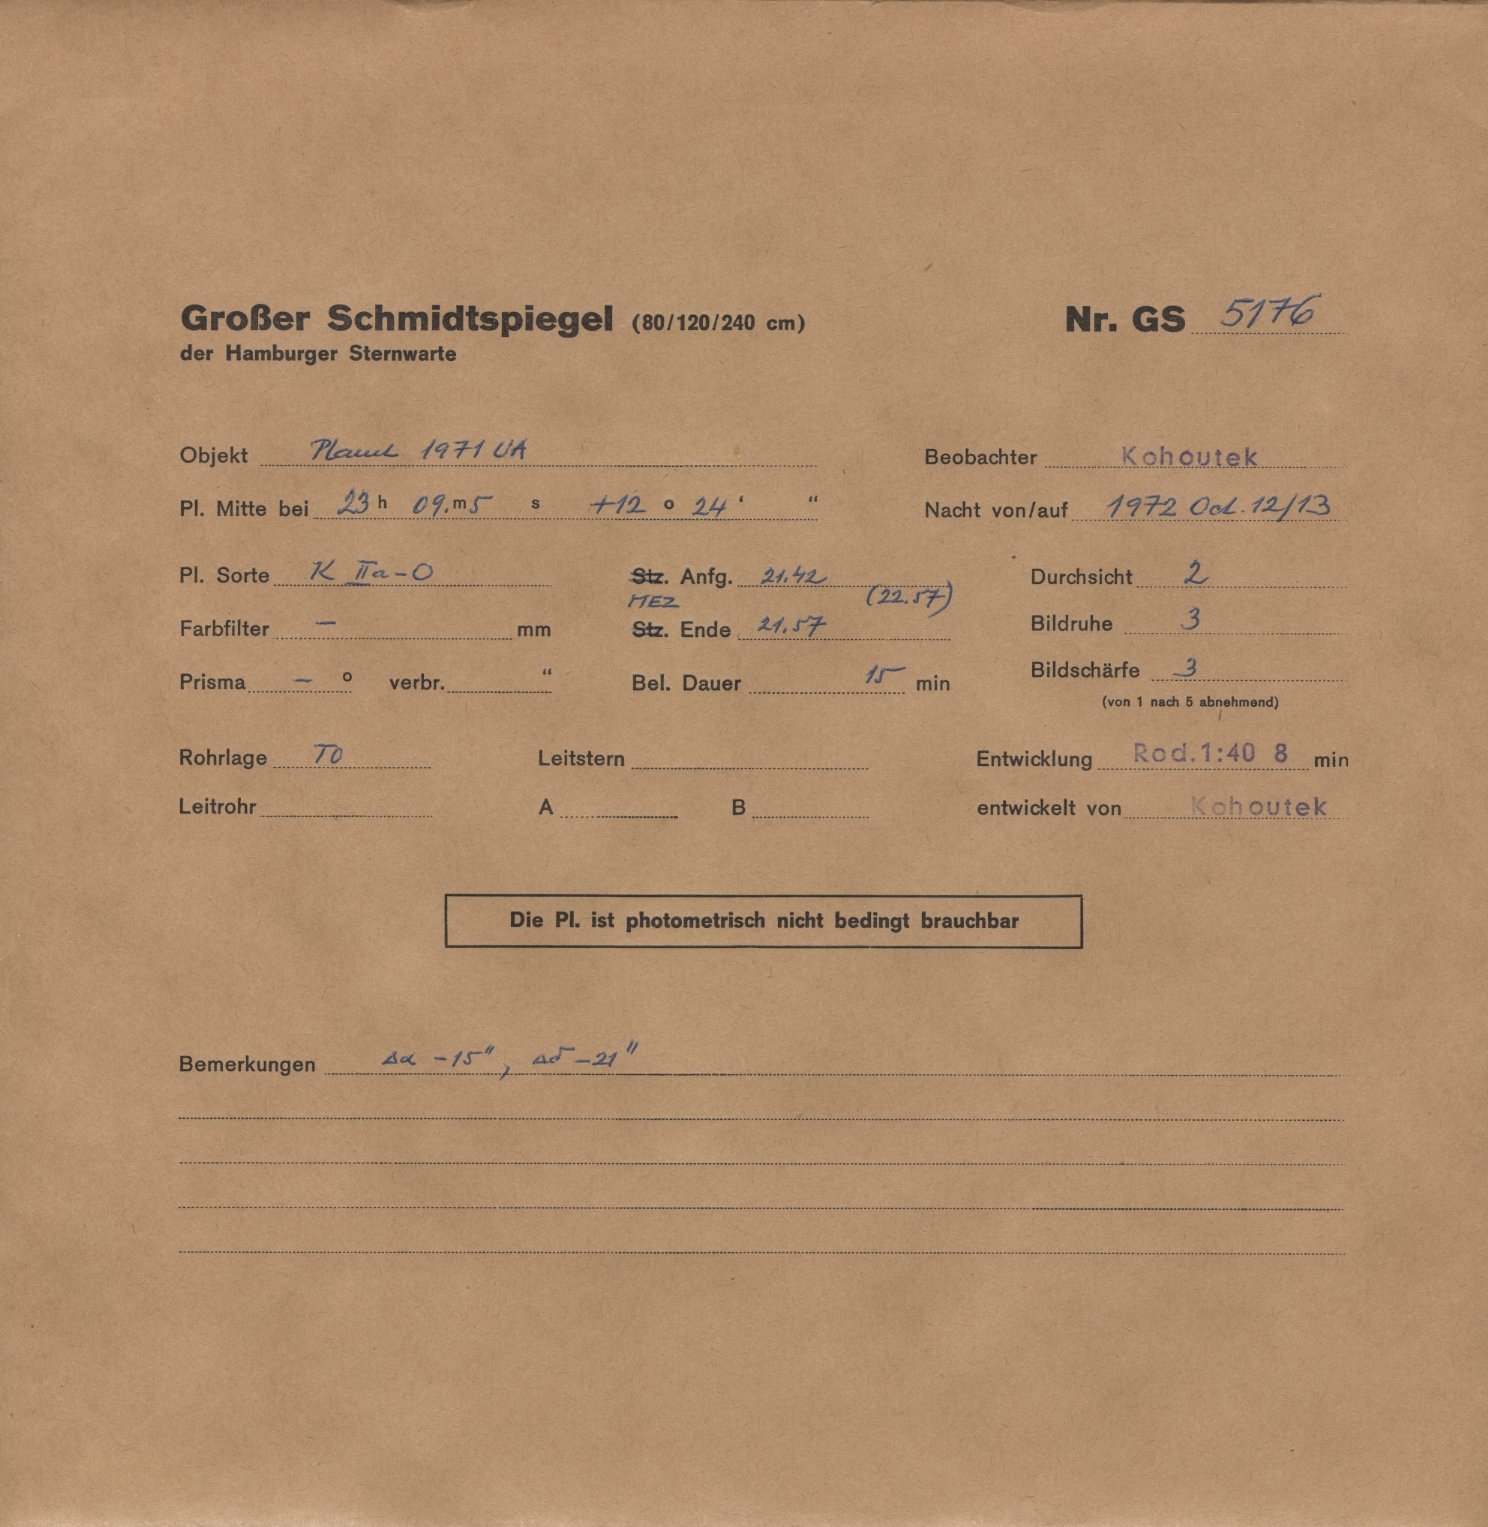 Großer Schmidtspiegel (80/120/240 cm) Nr. GS 5176
der Hamburger Sternwarte
Objekt Planet 1971 UA Beobachter Kohoutek
Pl. Mitte bei 23 h 09. m 5 s +12 o 24 ‘ “ Nacht von/auf 1972 Oct. 12/13
Pl. Sorte K IIa-O Stz. Anfg. 21.42 Durchsicht 2
MEZ (22.57)
Farbfilter — mm Stz. Ende 21.57 Bildruhe 3
Prisma — o verbr. “ Bel. Dauer 15 min Bildschärfe 3
(von 1 nach 5 abnehmend)
Rohrlage TO Leitstern Entwicklung Rod.1:40 8 min
Leitrohr A B entwickelt von Kohoutek
Die Pl. ist photometrisch nicht bedingt brauchbar
Bemerkungen Δα -15", Δδ -21"